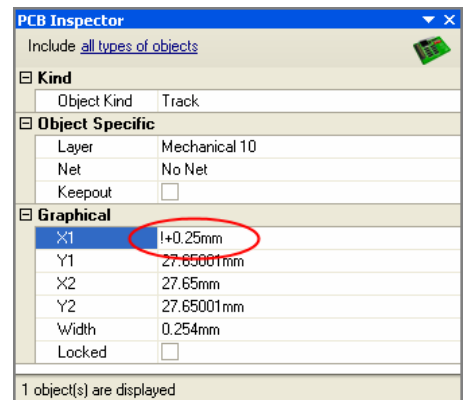 PCB Inspector
Include all types of objects
Kind
Object Kind Track
Object Specific
Layer Mechanical 10
Net No Net
Keepout
Graphical
X1 !+0.25mm
Y1 27.65001mm
X2 27.65mm
Y2 27.65001mm
Width 0.254mm
Locked
1 object(s) are displayed